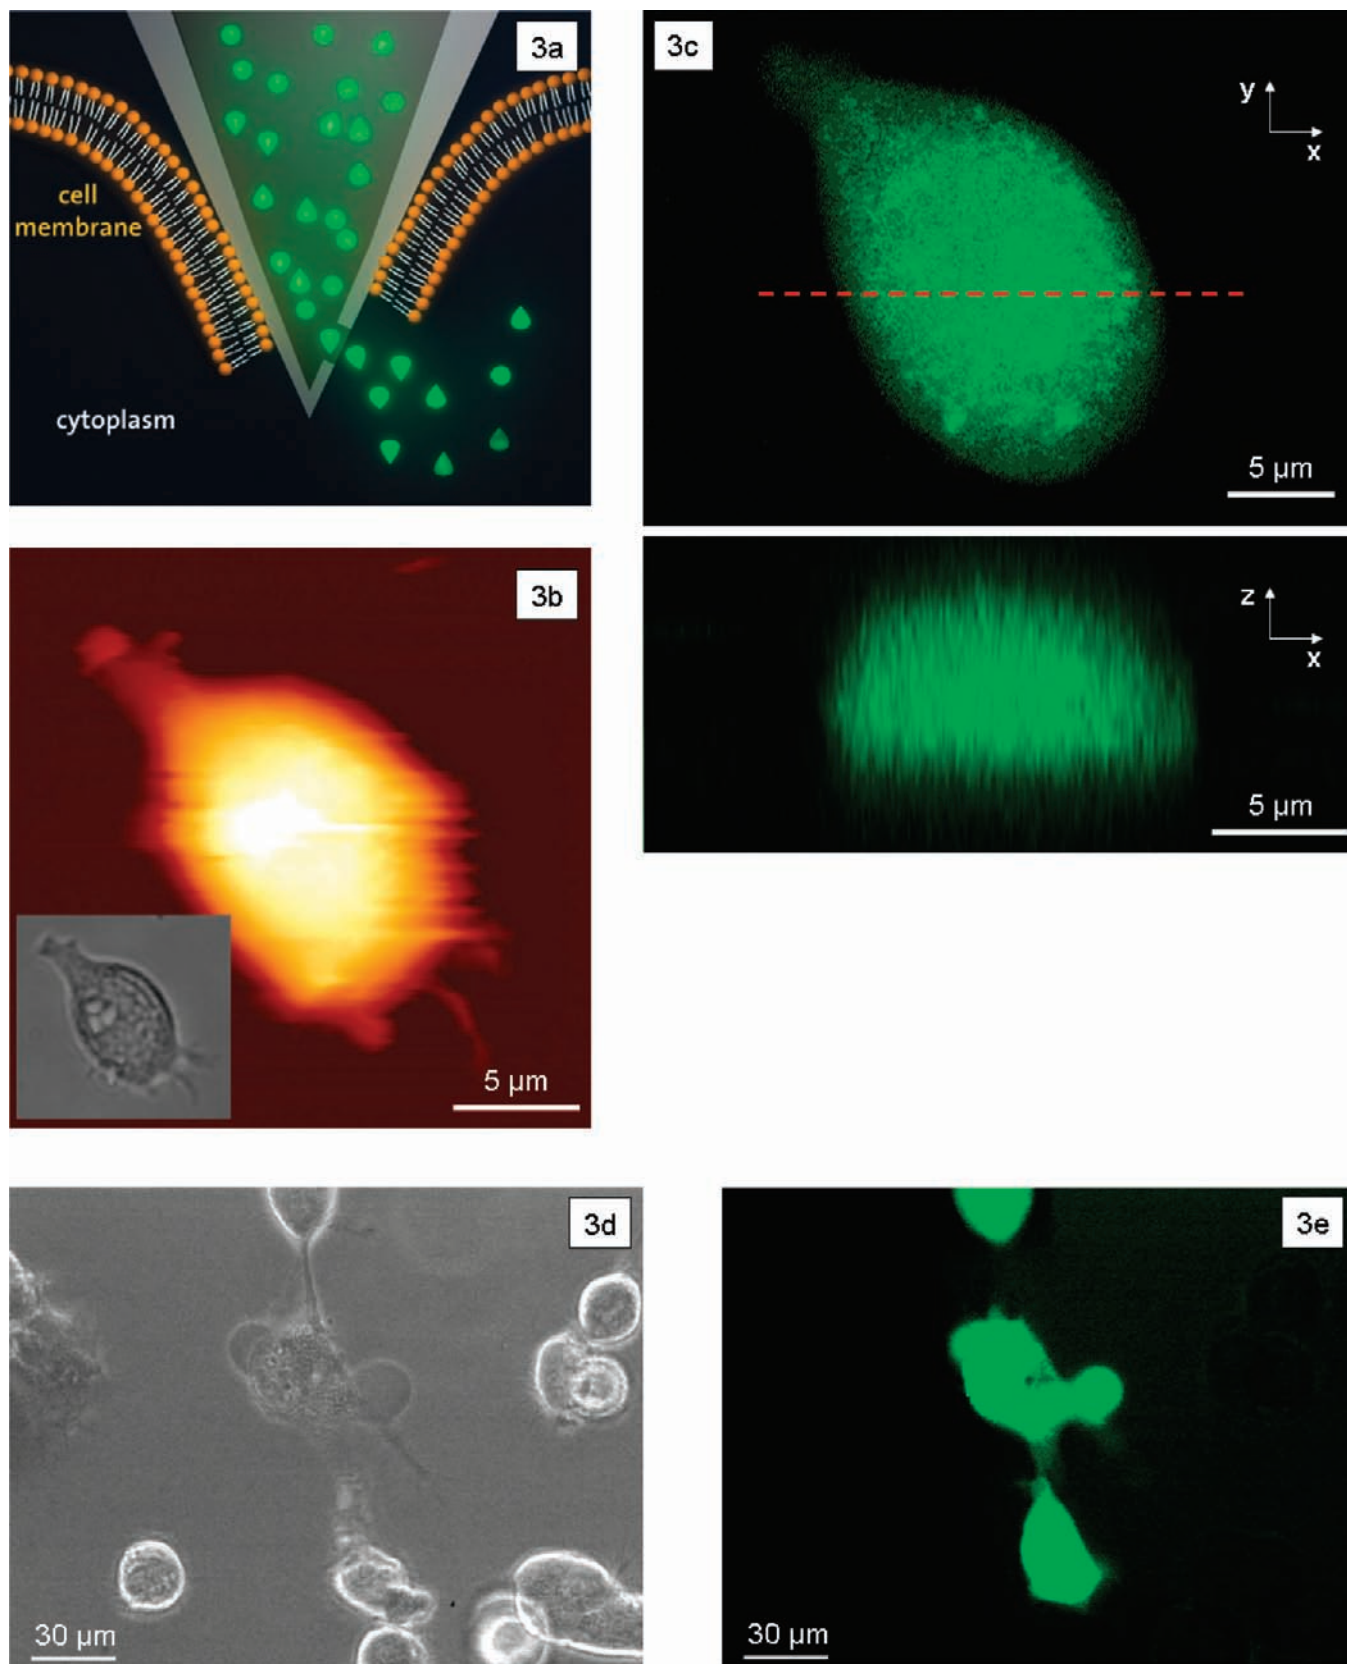 3a
cell
membrane
cytoplasm
3c
y
x
5 μm
z
x
5 μm
3b
5 μm
3d
30 μm
3e
30 μm